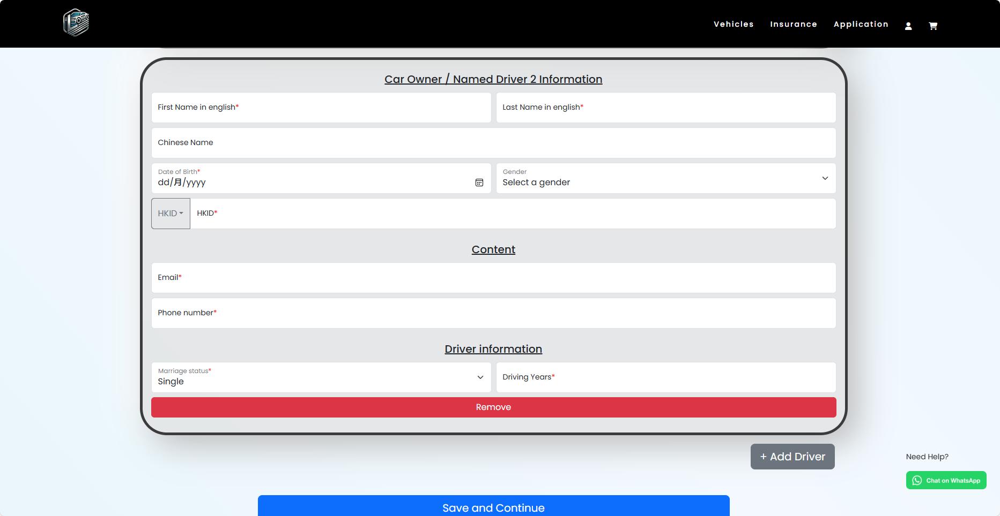 Vehicles
Insurance
Application
Car Owner / Named Driver 2 Information
First Name in english*
Last Name in english*
Chinese Name
Date of Birth*
dd/月/yyyy
Gender
Select a gender
HKID
HKID*
Content
Email*
Phone number*
Driver information
Marriage status*
Single
Driving Years*
Remove
+ Add Driver
Need Help?
Chat on WhatsApp
Save and Continue